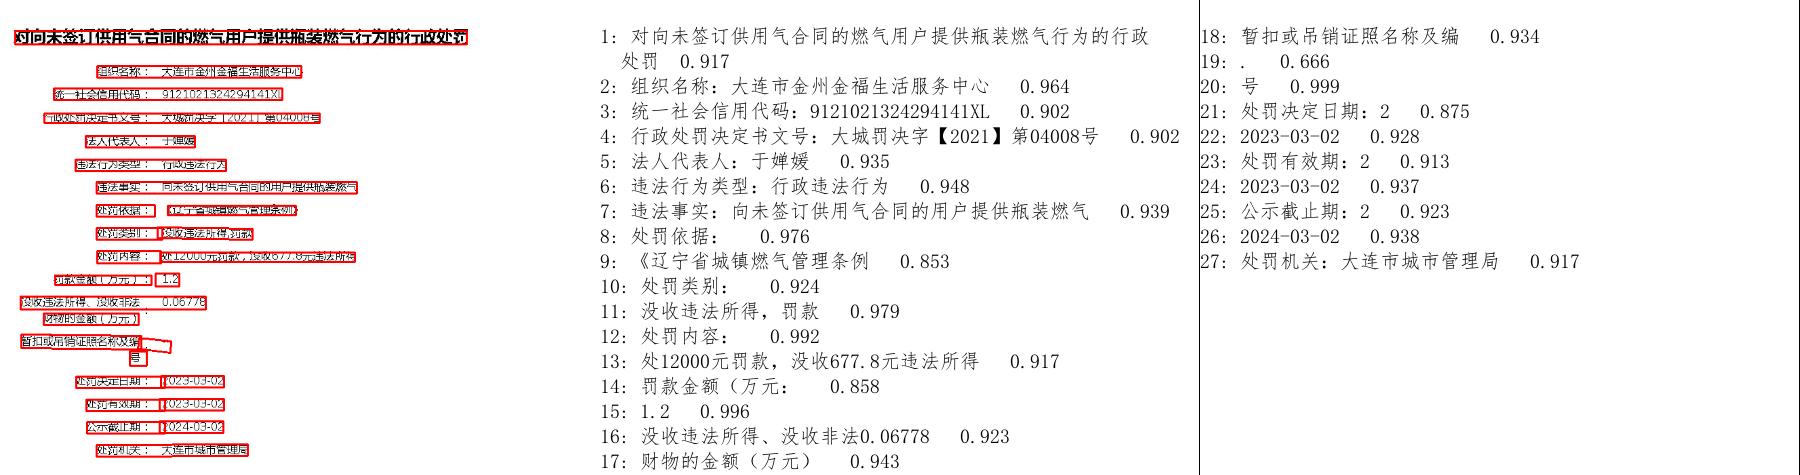 对向未签订供用气合同的燃气用户提供瓶装燃气行为的行政处罚
组织名称： 大连市金州金福生活服务中心
统一社会信用代码： 9121021324294141XL
行政处罚决定书文号： 大城罚决字【2021】第04008号
法人代表人： 于婵媛
违法行为类型： 行政违法行为
违法事实： 向未签订供用气合同的用户提供瓶装燃气
处罚依据： 《辽宁省城镇燃气管理条例》
处罚类别： 没收违法所得,罚款
处罚内容： 处12000元罚款，没收677.8元违法所得
罚款金额（万元）： 1.2
没收违法所得、没收非法 0.06778
财物的金额（万元）：
暂扣或吊销证照名称及编
号：
处罚决定日期： 2023-03-02
处罚有效期： 2023-03-02
公示截止期： 2024-03-02
处罚机关： 大连市城市管理局
1: 对向未签订供用气合同的燃气用户提供瓶装燃气行为的行政
处罚 0.917
2: 组织名称: 大连市金州金福生活服务中心 0.964
3: 统一社会信用代码: 9121021324294141XL 0.902
4: 行政处罚决定书文号: 大城罚决字【2021】第04008号 0.902
5: 法人代表人: 于婵媛 0.935
6: 违法行为类型: 行政违法行为 0.948
7: 违法事实: 向未签订供用气合同的用户提供瓶装燃气 0.939
8: 处罚依据: 0.976
9: 《辽宁省城镇燃气管理条例 0.853
10: 处罚类别: 0.924
11: 没收违法所得, 罚款 0.979
12: 处罚内容: 0.992
13: 处12000元罚款, 没收677.8元违法所得 0.917
14: 罚款金额（万元: 0.858
15: 1.2 0.996
16: 没收违法所得、没收非法0.06778 0.923
17: 财物的金额（万元） 0.943
18: 暂扣或吊销证照名称及编 0.934
19: . 0.666
20: 号 0.999
21: 处罚决定日期: 2 0.875
22: 2023-03-02 0.928
23: 处罚有效期: 2 0.913
24: 2023-03-02 0.937
25: 公示截止期: 2 0.923
26: 2024-03-02 0.938
27: 处罚机关: 大连市城市管理局 0.917